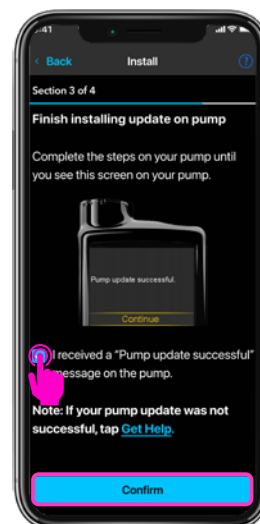 :41
Back Install ?
Section 3 of 4
Finish installing update on pump
Complete the steps on your pump until
you see this screen on your pump.
Pump update successful.
Continue
I received a “Pump update successful”
message on the pump.
Note: If your pump update was not
successful, tap Get Help.
Confirm